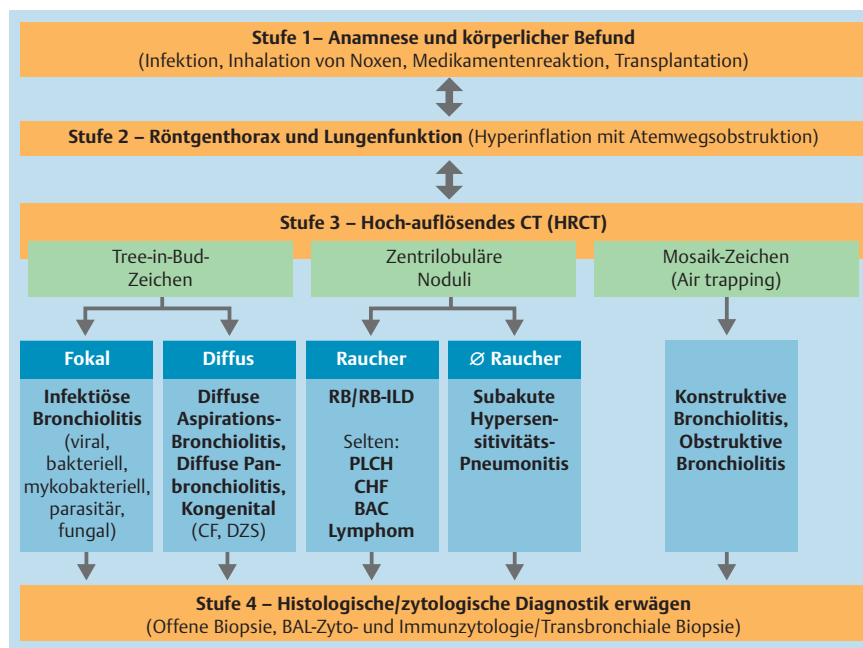 Stufe 1 – Anamnese und körperlicher Befund
(Infektion, Inhalation von Noxen, Medikamentenreaktion, Transplantation)
Stufe 2 – Röntgenthorax und Lungenfunktion (Hyperinflation mit Atemwegsobstruktion)
Stufe 3 – Hoch-auflösendes CT (HRCT)
Tree-in-Bud-
Zeichen
Zentrilobuläre
Noduli
Mosaik-Zeichen
(Air trapping)
Fokal
Infektiöse
Bronchiolitis
(viral,
bakteriell,
mykobakteriell,
parasitär,
fungal)
Diffus
Diffuse
Aspirations-
Bronchiolitis,
Diffuse Pan-
bronchiolitis,
Kongenital
(CF, DZS)
Raucher
RB/RB-ILD
Selten:
PLCH
CHF
BAC
Lymphom
Ø Raucher
Subakute
Hypersen-
sitivitäts-
Pneumonitis
Konstruktive
Bronchiolitis,
Obstruktive
Bronchiolitis
Stufe 4 – Histologische/zytologische Diagnostik erwägen
(Offene Biopsie, BAL-Zyto- und Immunzytologie/Transbronchiale Biopsie)